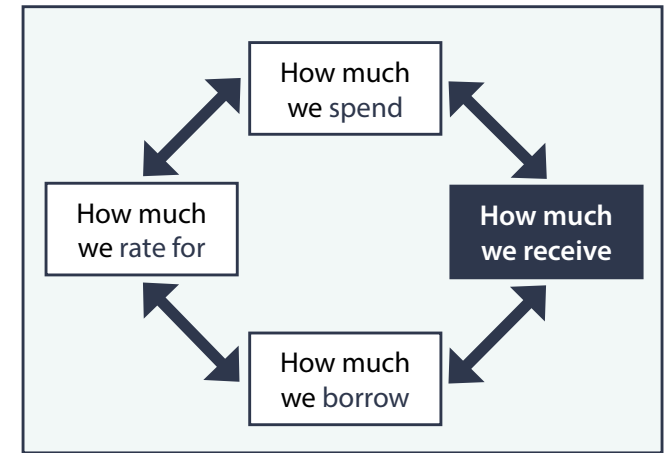 How much
we spend
How much
we rate for
How much
we receive
How much
we borrow